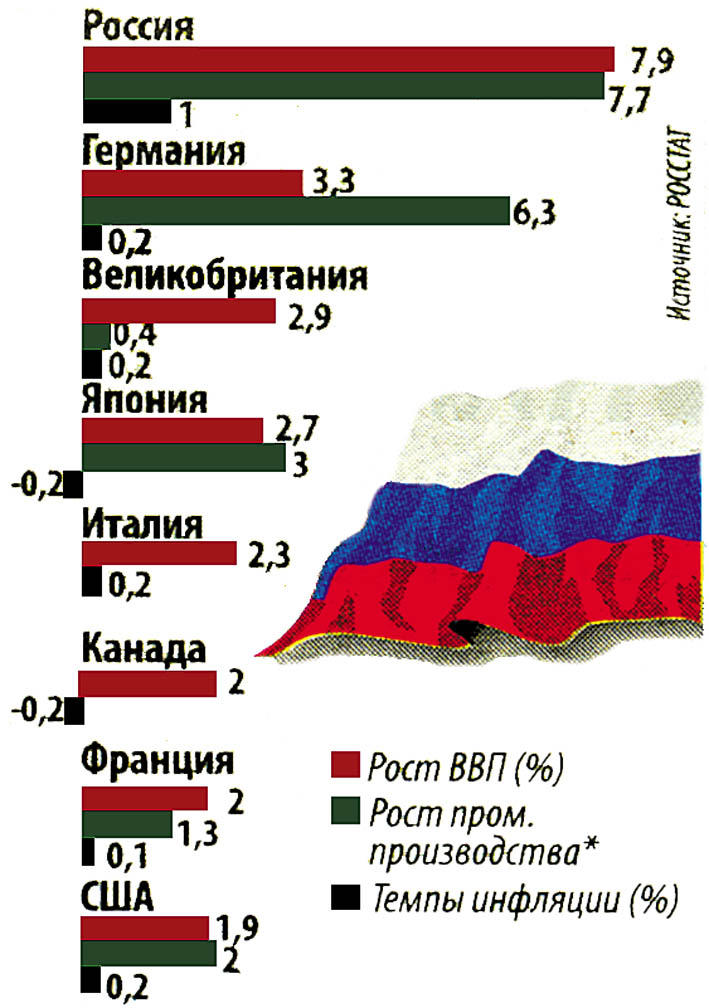 Россия
7,9
7,7
1
Германия
3,3
6,3
0,2
Великобритания
2,9
0,4
0,2
Япония
2,7
3
-0,2
Италия
2,3
0,2
Канада
2
-0,2
Франция
2
1,3
0,1
США
1,9
2
0,2
Источник: РОССТАТ
Рост ВВП (%)
Рост пром.
производства*
Темпы инфляции (%)